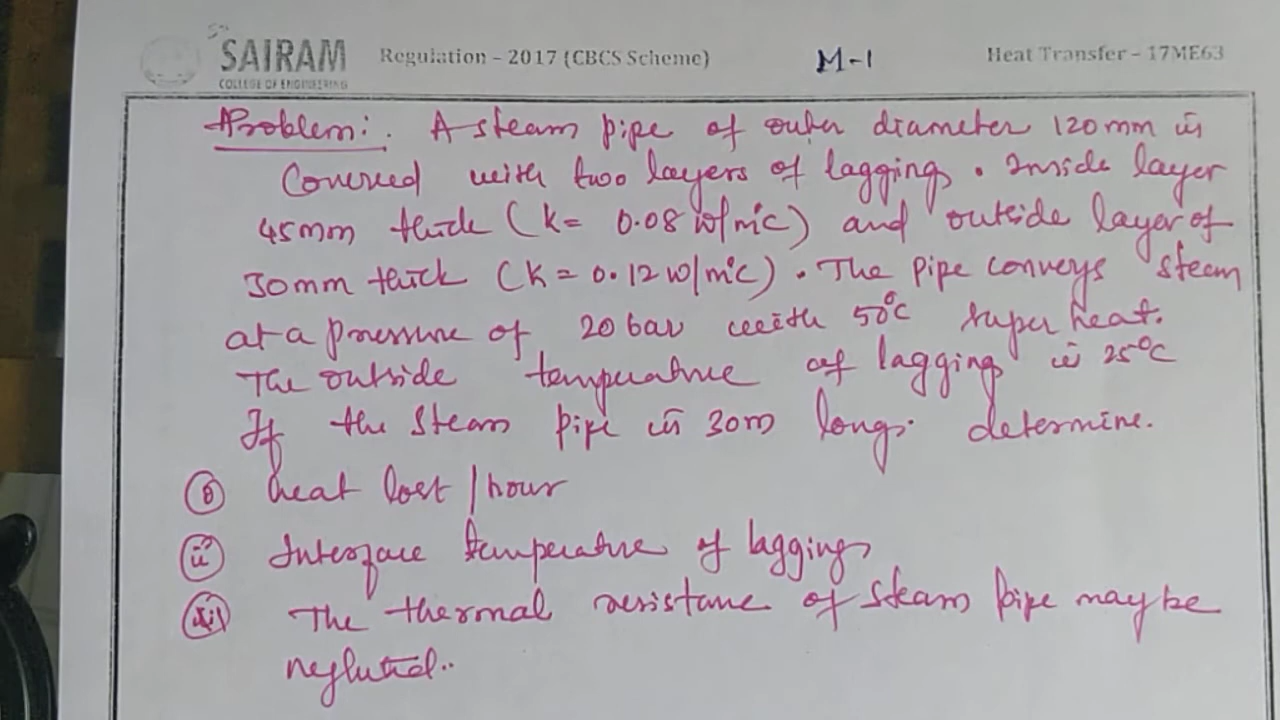 SAIRAM
COLLEGE OF ENGINEERING
Regulation - 2017 (CBCS Scheme)
M-1
Heat Transfer - 17ME63
Problem:. A steam pipe of outer diameter 120mm is
Covered with two layers of lagging. Inside layer
45mm thick (K= 0.08 w/m°c) and outside layer of
30mm thick (K = 0.12 w/m°c). The pipe conveys steam
at a pressure of 20 bar with 50°c super heat.
The outside temperature of lagging is 25°C
If the steam pipe is 30m long. determine.
(i) heat lost / hour
(ii) Interface temperature of lagging
(iii) The thermal resistance of steam pipe may be
neglected..